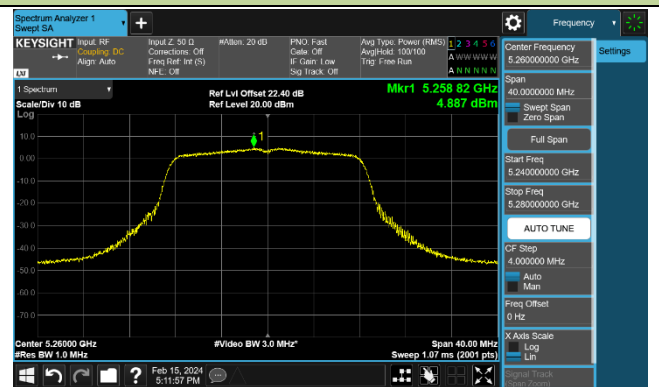 Spectrum Analyzer 1
Swept SA
+
Frequency
KEYSIGHT
Input: RF
Coupling: DC
Align: Auto
Input Z: 50 Ω
Corrections: Off
Freq Ref: Int (S)
NFE: Off
#Atten: 20 dB
PNO: Fast
Gate: Off
IF Gain: Low
Sig Track: Off
Avg Type: Power (RMS)
Avg|Hold: 100/100
Trig: Free Run
1 2 3 4 5 6
A W W W W W
A N N N N N
LXI
1 Spectrum
Scale/Div 10 dB
Log
Ref Lvl Offset 22.40 dB
Ref Level 20.00 dBm
Mkr1 5.258 82 GHz
4.887 dBm
1
10.0
0.00
-10.0
-20.0
-30.0
-40.0
-50.0
-60.0
-70.0
Center 5.26000 GHz
#Res BW 1.0 MHz
#Video BW 3.0 MHz*
Span 40.00 MHz
Sweep 1.07 ms (2001 pts)
Center Frequency
5.260000000 GHz
Settings
Span
40.0000000 MHz
Swept Span
Zero Span
Full Span
Start Freq
5.240000000 GHz
Stop Freq
5.280000000 GHz
AUTO TUNE
CF Step
4.000000 MHz
Auto
Man
Freq Offset
0 Hz
X Axis Scale
Log
Lin
Signal Track
(Span Zoom)
?
Feb 15, 2024
5:11:57 PM